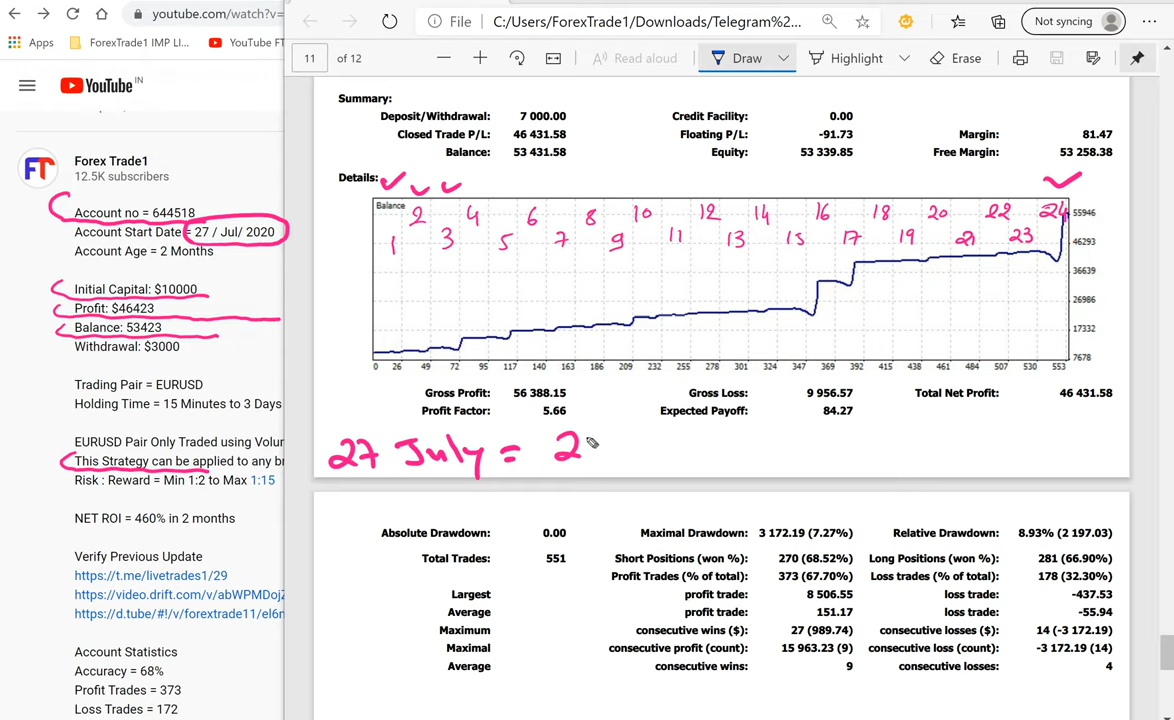 youtube.com/watch?v=
File C:/Users/ForexTrade1/Downloads/Telegram%... Not syncing
Apps ForexTrade1 IMP LI... YouTube FT
11 of 12 Read aloud Draw Highlight Erase
YouTube IN
Forex Trade1
12.5K subscribers
Account no = 644518
Account Start Date = 27 / Jul/ 2020
Account Age = 2 Months
Initial Capital: $10000
Profit: $46423
Balance: 53423
Withdrawal: $3000
Trading Pair = EURUSD
Holding Time = 15 Minutes to 3 Days
EURUSD Pair Only Traded using Volu
This Strategy can be applied to any br
Risk : Reward = Min 1:2 to Max 1:15
NET ROI = 460% in 2 months
Verify Previous Update
https://t.me/livetrades1/29
https://video.drift.com/v/abWPMDojZ
https://d.tube/#!/v/forextrade11/el6n
Account Statistics
Accuracy = 68%
Profit Trades = 373
Loss Trades = 172
Summary:
Deposit/Withdrawal: 7 000.00 Credit Facility: 0.00
Closed Trade P/L: 46 431.58 Floating P/L: -91.73 Margin: 81.47
Balance: 53 431.58 Equity: 53 339.85 Free Margin: 53 258.38
Details:
Balance
2 4 6 8 10 12 14 16 18 20 22 24
1 3 5 7 9 11 13 15 17 19 21 23
55946
46293
36639
26986
17332
7678
0 26 49 72 95 117 140 163 186 209 232 255 278 301 324 347 370 392 415 438 461 484 507 530 553
Gross Profit: 56 388.15 Gross Loss: 9 956.57 Total Net Profit: 46 431.58
Profit Factor: 5.66 Expected Payoff: 84.27
27 July = 2
Absolute Drawdown: 0.00 Maximal Drawdown: 3 172.19 (7.27%) Relative Drawdown: 8.93% (2 197.03)
Total Trades: 551 Short Positions (won %): 270 (68.52%) Long Positions (won %): 281 (66.90%)
Profit Trades (% of total): 373 (67.70%) Loss trades (% of total): 178 (32.30%)
Largest profit trade: 8 506.55 loss trade: -437.53
Average profit trade: 151.17 loss trade: -55.94
Maximum consecutive wins ($): 27 (989.74) consecutive losses ($): 14 (-3 172.19)
Maximal consecutive profit (count): 15 963.23 (9) consecutive loss (count): -3 172.19 (14)
Average consecutive wins: 9 consecutive losses: 4